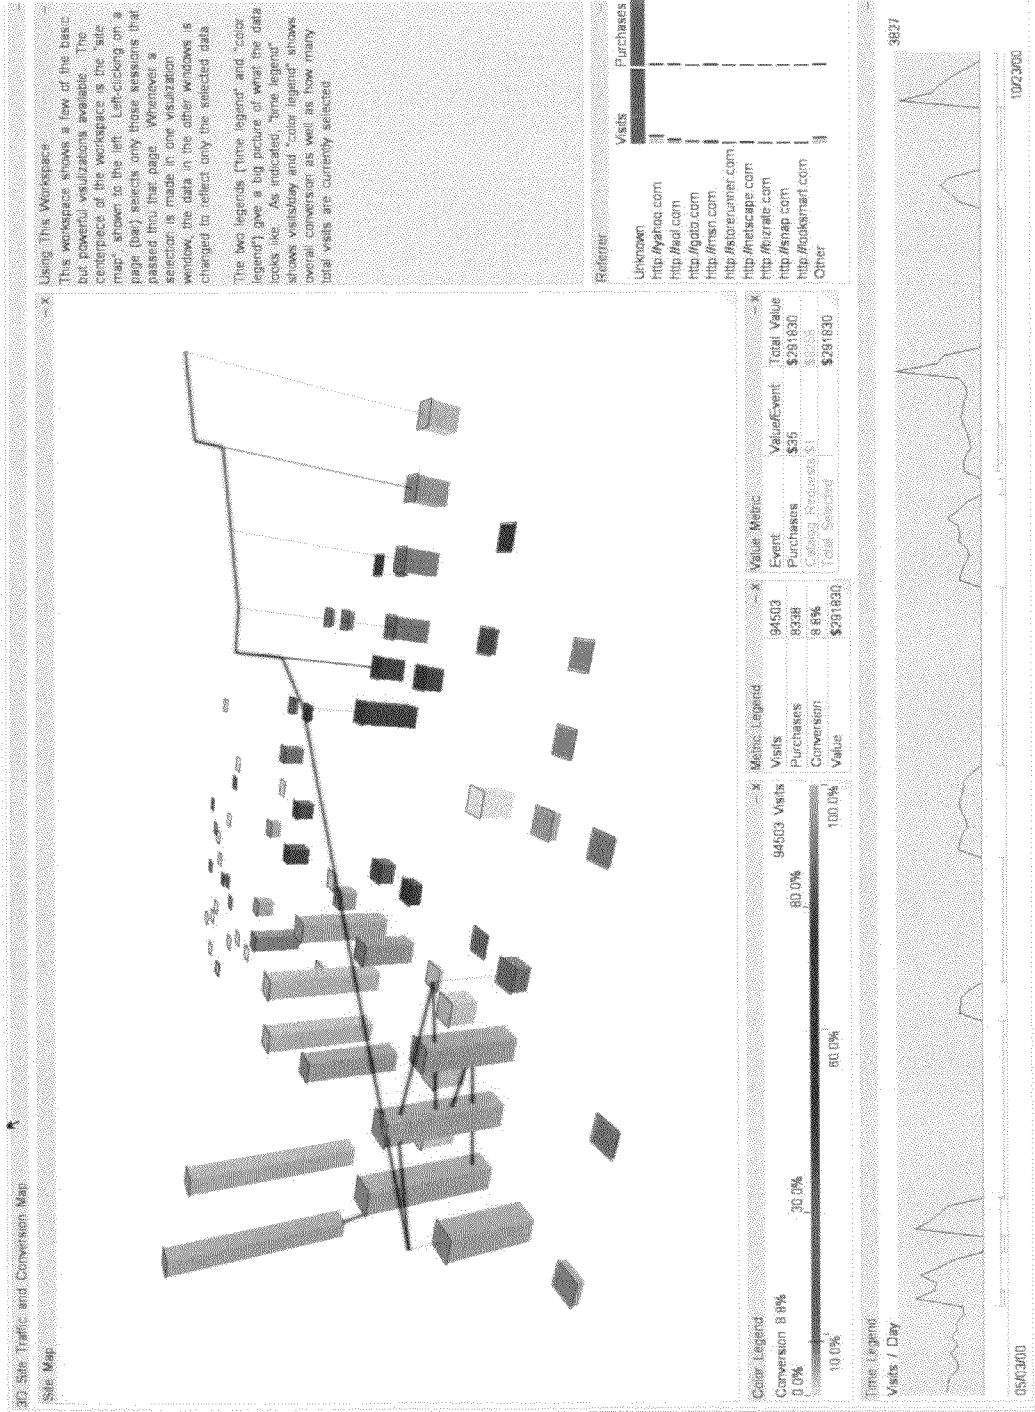 3D Site Traffic and Conversion Map
Site Map
Using This Workspace
This workspace shows a few of the basic
but powerful visulizations available. The
centerpiece of the workspace is the "site
map" shown to the left. Left-clicking on a
page (bar) selects only those sessions that
passed thru that page. Whenever a
selection is made in one visulization
window, the data in the other windows is
changed to reflect only the selected data
The two legends ("time legend" and "color
legend") give a big picture of what the data
looks like. As indicated, "time legend"
shows visits/day and "color legend" shows
overall conversion as well as how many
total visits are currently selected
Referrer
Visits Purchases
Unknown
http://yahoo.com
http://aol.com
http://goto.com
http://msn.com
http://storerunner.com
http://netscape.com
http://bizrate.com
http://snap.com
http://looksmart.com
Other
Color Legend
Conversion 8.8% 94503 Visits
0.0% 30.0% 80.0%
10.0% 60.0% 100.0%
Metric Legend
Visits 94503
Purchases 8338
Conversion 8.8%
Value $291830
Value Metric
Event Value/Event Total Value
Purchases $35 $291830
Catalog Requests $1
Total Selected $291830
Time Legend
Visits / Day 3827
05/03/00 10/23/00